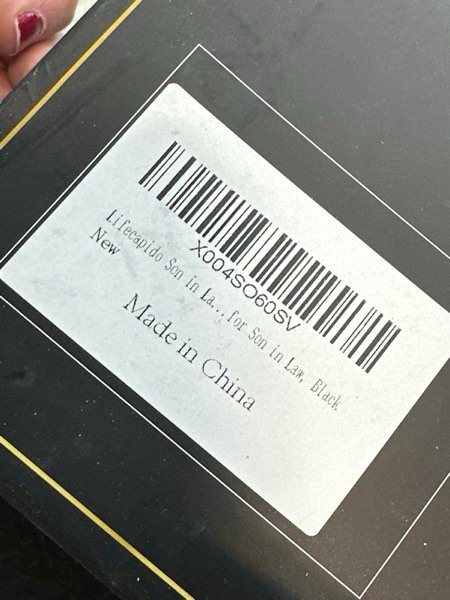 X004SO60SV
Lifecapido Son in La...for Son in Law, Black
New
Made in China